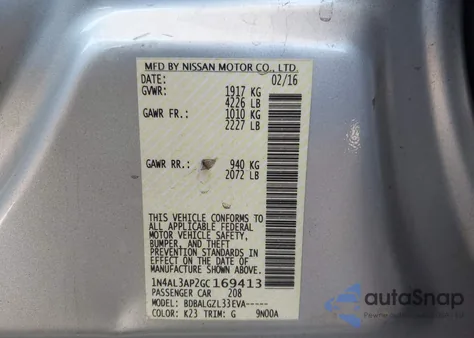 MFD BY NISSAN MOTOR CO., LTD.
DATE: 02/16
GVWR: 1917 KG
4226 LB
GAWR FR.: 1010 KG
2227 LB
GAWR RR.: 940 KG
2072 LB
THIS VEHICLE CONFORMS TO
ALL APPLICABLE FEDERAL
MOTOR VEHICLE SAFETY,
BUMPER, AND THEFT
PREVENTION STANDARDS IN
EFFECT ON THE DATE OF
MANUFACTURE SHOWN ABOVE.
1N4AL3AP2GC169413
PASSENGER CAR 208
MODEL: BDBALGZL33EVA-----
COLOR: K23 TRIM: G 9N00A
autoSnap
VEHICLE HISTORY